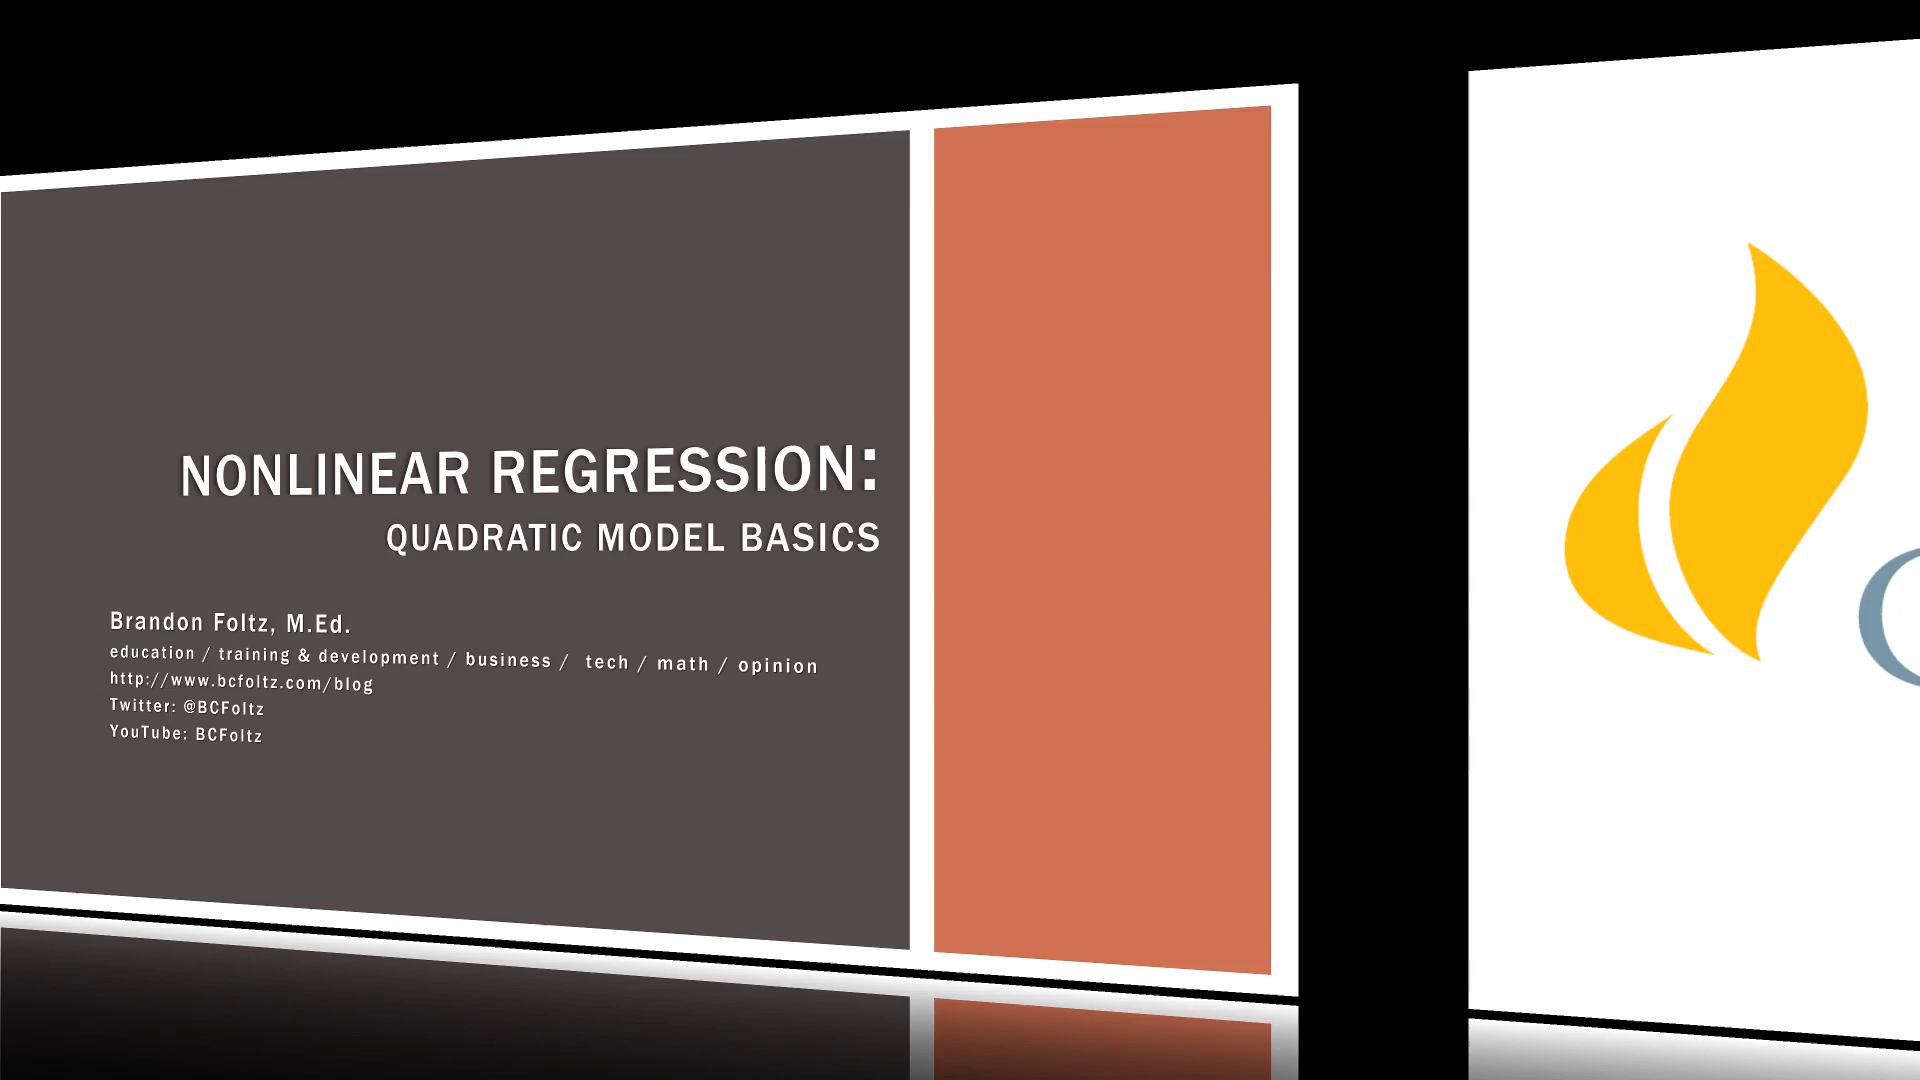 NONLINEAR REGRESSION:
QUADRATIC MODEL BASICS
Brandon Foltz, M.Ed.
education / training & development / business / tech / math / opinion
http://www.bcfoltz.com/blog
Twitter: @BCFoltz
YouTube: BCFoltz